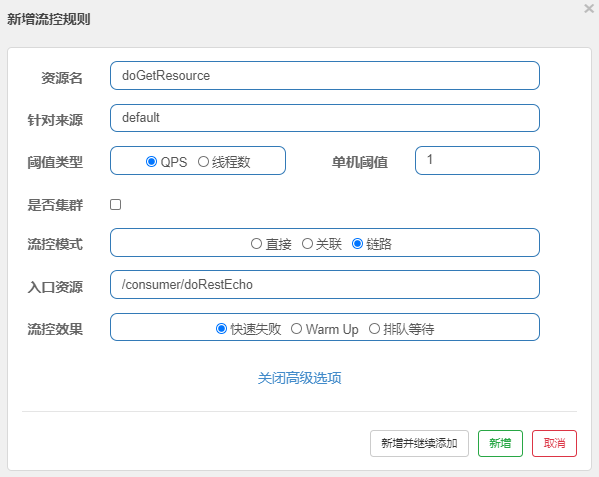 新增流控规则
×
资源名 doGetResource
针对来源 default
阈值类型 QPS 线程数 单机阈值 1
是否集群
流控模式 直接 关联 链路
入口资源 /consumer/doRestEcho
流控效果 快速失败 Warm Up 排队等待
关闭高级选项
新增并继续添加 新增 取消